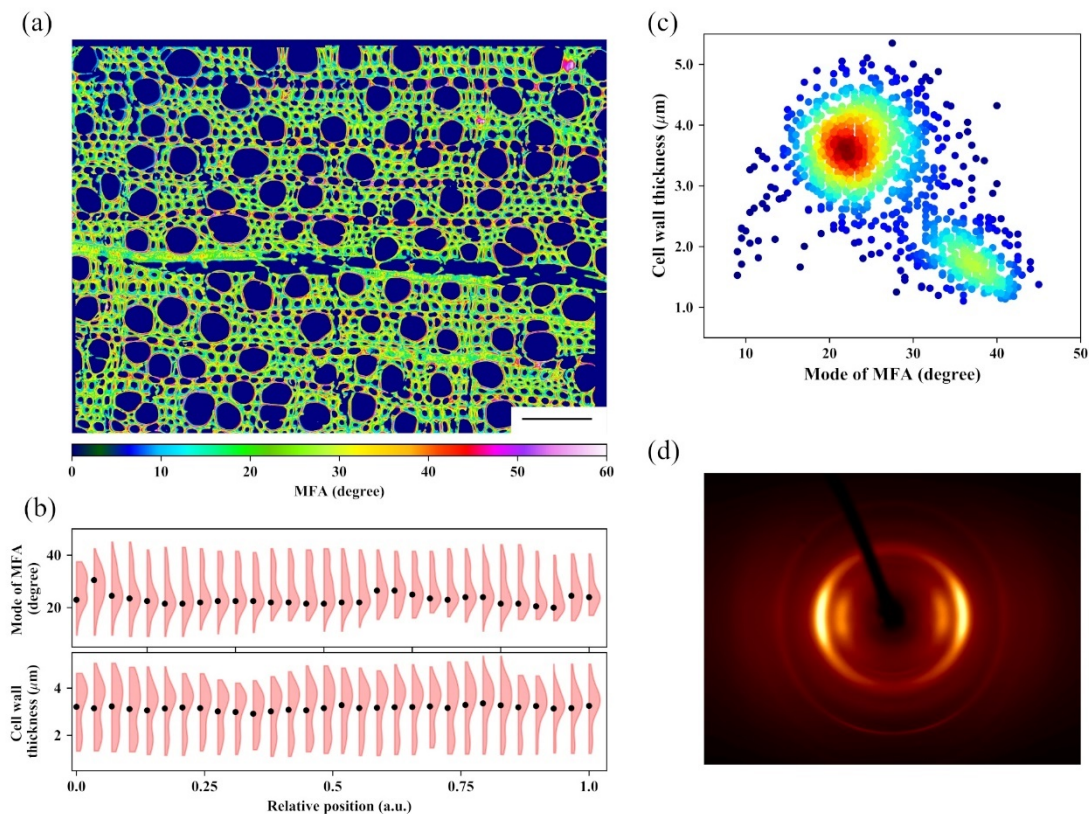 (a)
0 10 20 30 40 50 60
MFA (degree)
(b)
Mode of MFA
(degree)
40
20
Cell wall
thickness (μm)
4
2
0.0 0.25 0.5 0.75 1.0
Relative position (a.u.)
(c)
Cell wall thickness (μm)
5.0
4.0
3.0
2.0
1.0
10 20 30 40 50
Mode of MFA (degree)
(d)